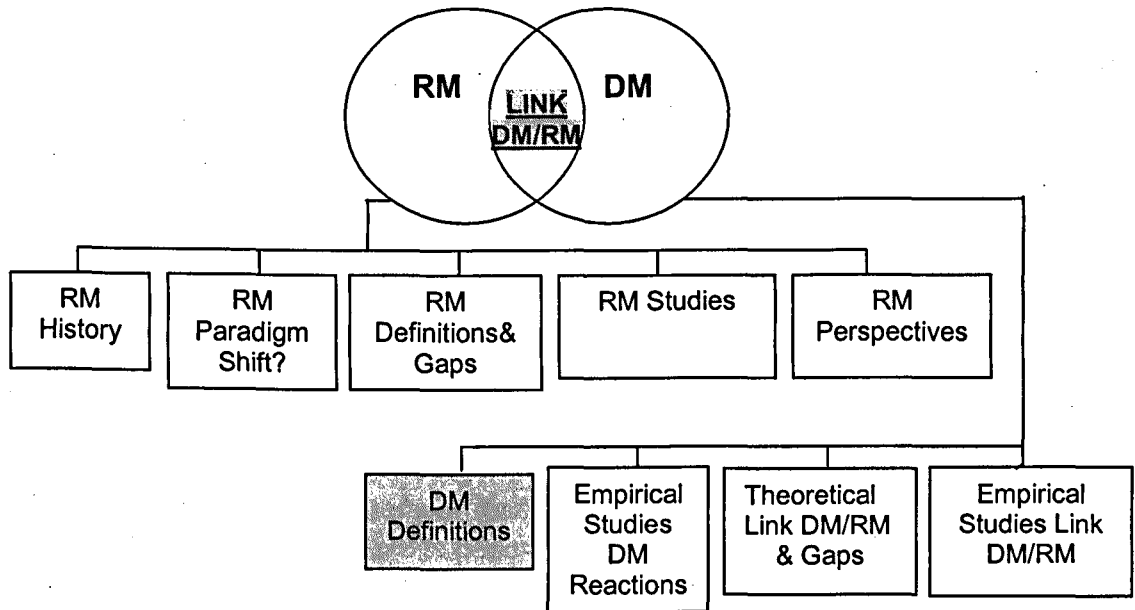 RM
DM
LINK
DM/RM
RM
History
RM
Paradigm
Shift?
RM
Definitions&
Gaps
RM Studies
RM
Perspectives
DM
Definitions
Empirical
Studies
DM
Reactions
Theoretical
Link DM/RM
& Gaps
Empirical
Studies Link
DM/RM